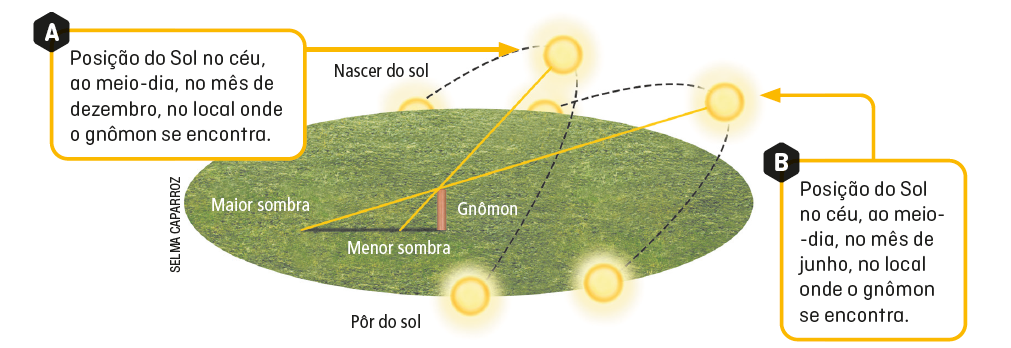 A
Posição do Sol no céu,
ao meio-dia, no mês de
dezembro, no local onde
o gnômon se encontra.
Nascer do sol
B
Posição do Sol
no céu, ao meio-
-dia, no mês de
junho, no local
onde o gnômon
se encontra.
Maior sombra
Gnômon
Menor sombra
SELMA CAPARROZ
Pôr do sol